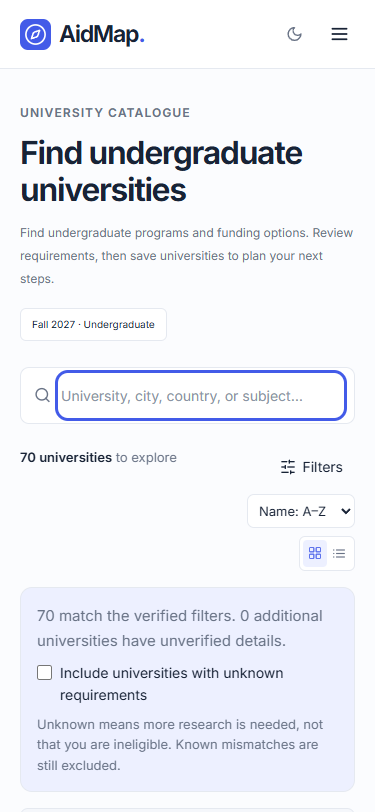 AidMap.
UNIVERSITY CATALOGUE
Find undergraduate
universities
Find undergraduate programs and funding options. Review
requirements, then save universities to plan your next
steps.
Fall 2027 · Undergraduate
University, city, country, or subject...
70 universities to explore
Filters
Name: A–Z
70 match the verified filters. 0 additional
universities have unverified details.
Include universities with unknown
requirements
Unknown means more research is needed, not
that you are ineligible. Known mismatches are
still excluded.